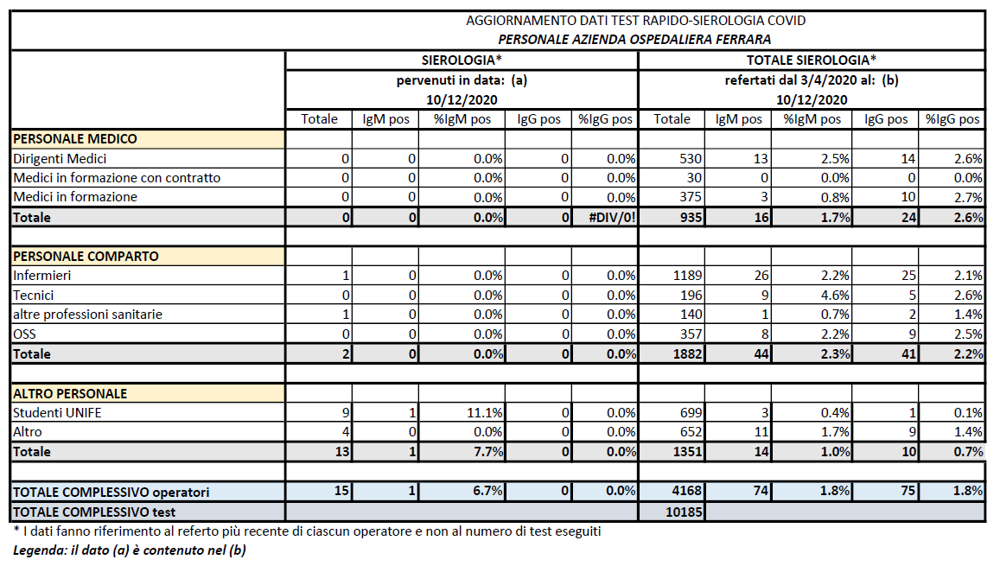 AGGIORNAMENTO DATI TEST RAPIDO-SIEROLOGIA COVID
PERSONALE AZIENDA OSPEDALIERA FERRARA
SIEROLOGIA* TOTALE SIEROLOGIA*
pervenuti in data: (a) refertati dal 3/4/2020 al: (b)
10/12/2020 10/12/2020
Totale IgM pos %IgM pos IgG pos %IgG pos Totale IgM pos %IgM pos IgG pos %IgG pos
PERSONALE MEDICO
Dirigenti Medici 0 0 0.0% 0 0.0% 530 13 2.5% 14 2.6%
Medici in formazione con contratto 0 0 0.0% 0 0.0% 30 0 0.0% 0 0.0%
Medici in formazione 0 0 0.0% 0 0.0% 375 3 0.8% 10 2.7%
Totale 0 0 0.0% 0 #DIV/0! 935 16 1.7% 24 2.6%
PERSONALE COMPARTO
Infermieri 1 0 0.0% 0 0.0% 1189 26 2.2% 25 2.1%
Tecnici 0 0 0.0% 0 0.0% 196 9 4.6% 5 2.6%
altre professioni sanitarie 1 0 0.0% 0 0.0% 140 1 0.7% 2 1.4%
OSS 0 0 0.0% 0 0.0% 357 8 2.2% 9 2.5%
Totale 2 0 0.0% 0 0.0% 1882 44 2.3% 41 2.2%
ALTRO PERSONALE
Studenti UNIFE 9 1 11.1% 0 0.0% 699 3 0.4% 1 0.1%
Altro 4 0 0.0% 0 0.0% 652 11 1.7% 9 1.4%
Totale 13 1 7.7% 0 0.0% 1351 14 1.0% 10 0.7%
TOTALE COMPLESSIVO operatori 15 1 6.7% 0 0.0% 4168 74 1.8% 75 1.8%
TOTALE COMPLESSIVO test 10185
* I dati fanno riferimento al referto più recente di ciascun operatore e non al numero di test eseguiti
Legenda: il dato (a) è contenuto nel (b)